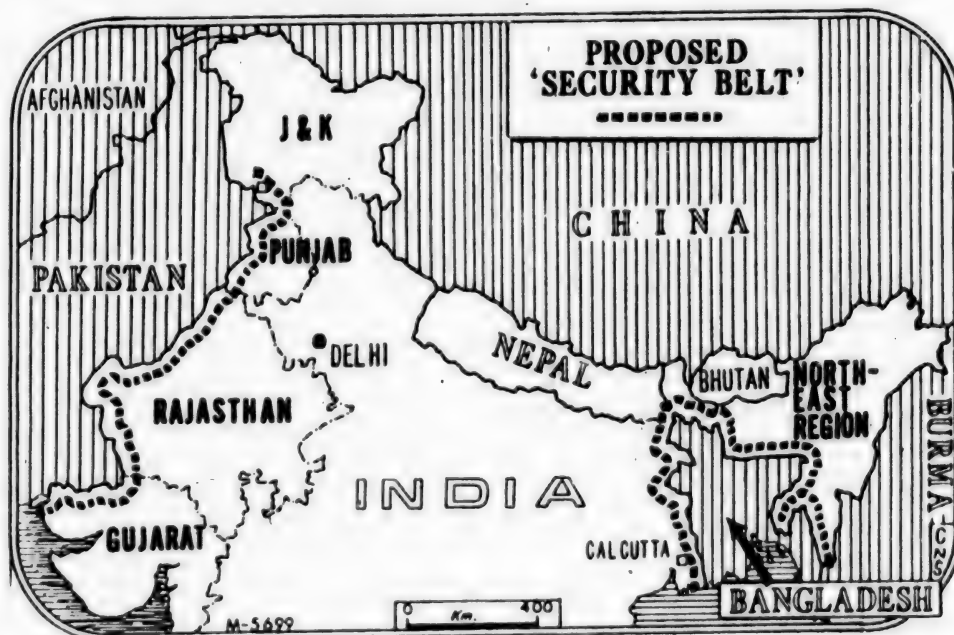 PROPOSED
'SECURITY BELT'
AFGHANISTAN
J & K
CHINA
PUNJAB
PAKISTAN
DELHI
NEPAL
BHUTAN
NORTH-
EAST
REGION
RAJASTHAN
BURMA
INDIA
GUJARAT
CALCUTTA
CNS
BANGLADESH
M-5699
0 Km. 400